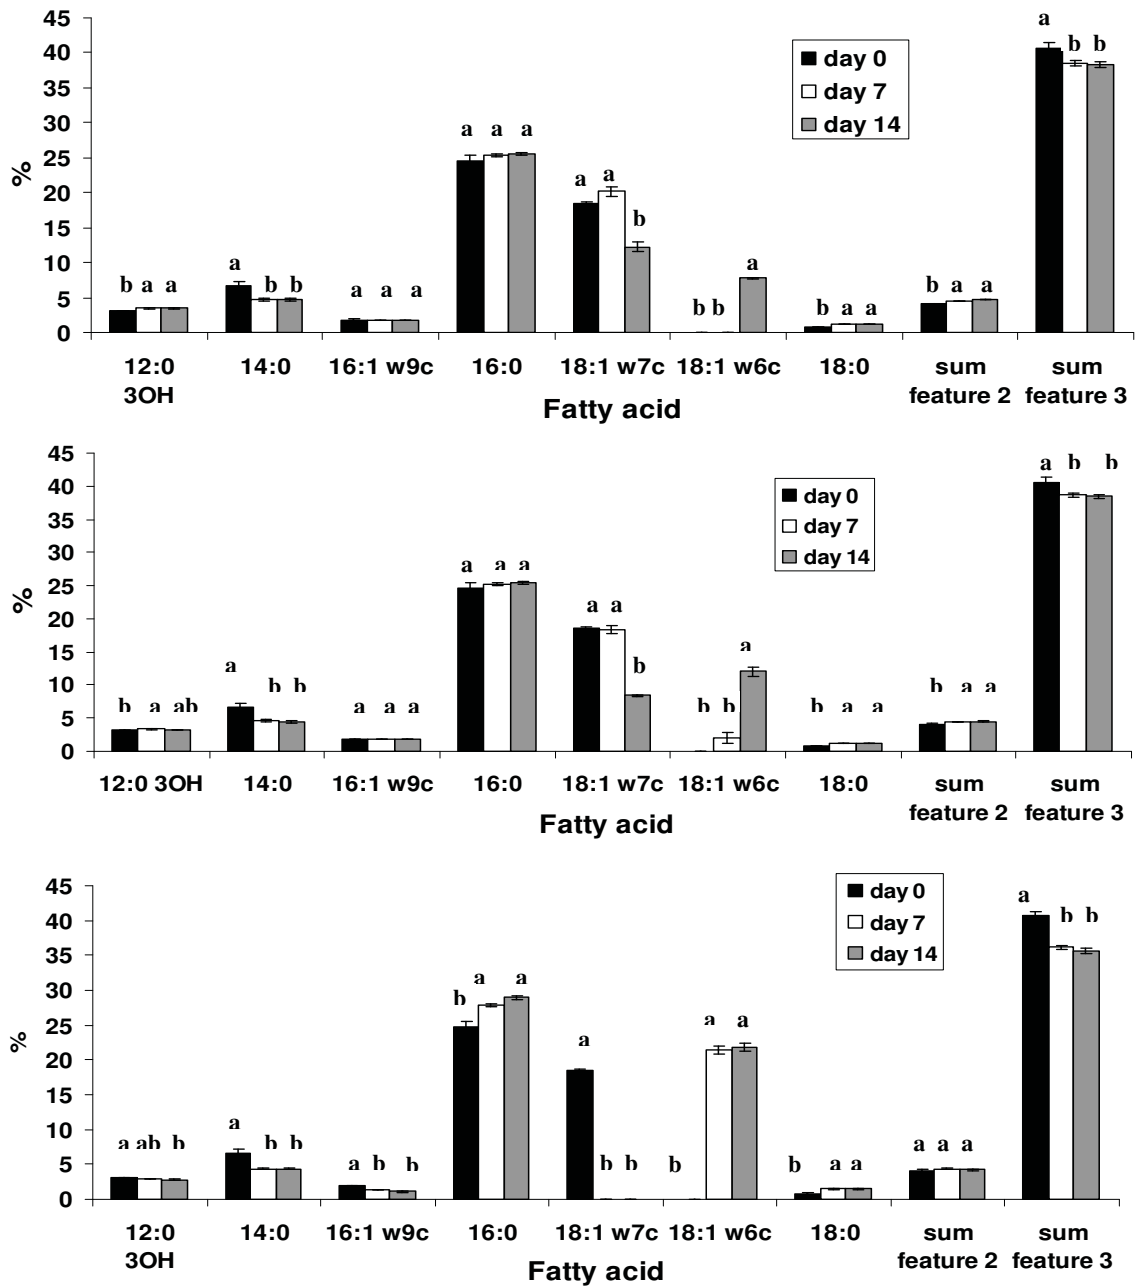 45
40
35
30
25
20
15
10
5
0
%
day 0
day 7
day 14
a
b b
a a a
a a
b
a
b b
a
b a a
a b b
a a a
b a a
b a a
12:0 14:0 16:1 w9c 16:0 18:1 w7c 18:1 w6c 18:0 sum sum
3OH feature 2 feature 3
Fatty acid
45
40
35
30
25
20
15
10
5
0
%
day 0
day 7
day 14
a b b
a a a
a a
b
a
a
b b
b a ab
a a a
b b
b a a
b a a
12:0 3OH 14:0 16:1 w9c 16:0 18:1 w7c 18:1 w6c 18:0 sum sum
feature 2 feature 3
Fatty acid
45
40
35
30
25
20
15
10
5
0
%
day 0
day 7
day 14
a
b b
b a a
a
a a
a ab b
a
b b
a b b
b b
b
b a a
a a a
12:0 14:0 16:1 w9c 16:0 18:1 w7c 18:1 w6c 18:0 sum sum
3OH feature 2 feature 3
Fatty acid